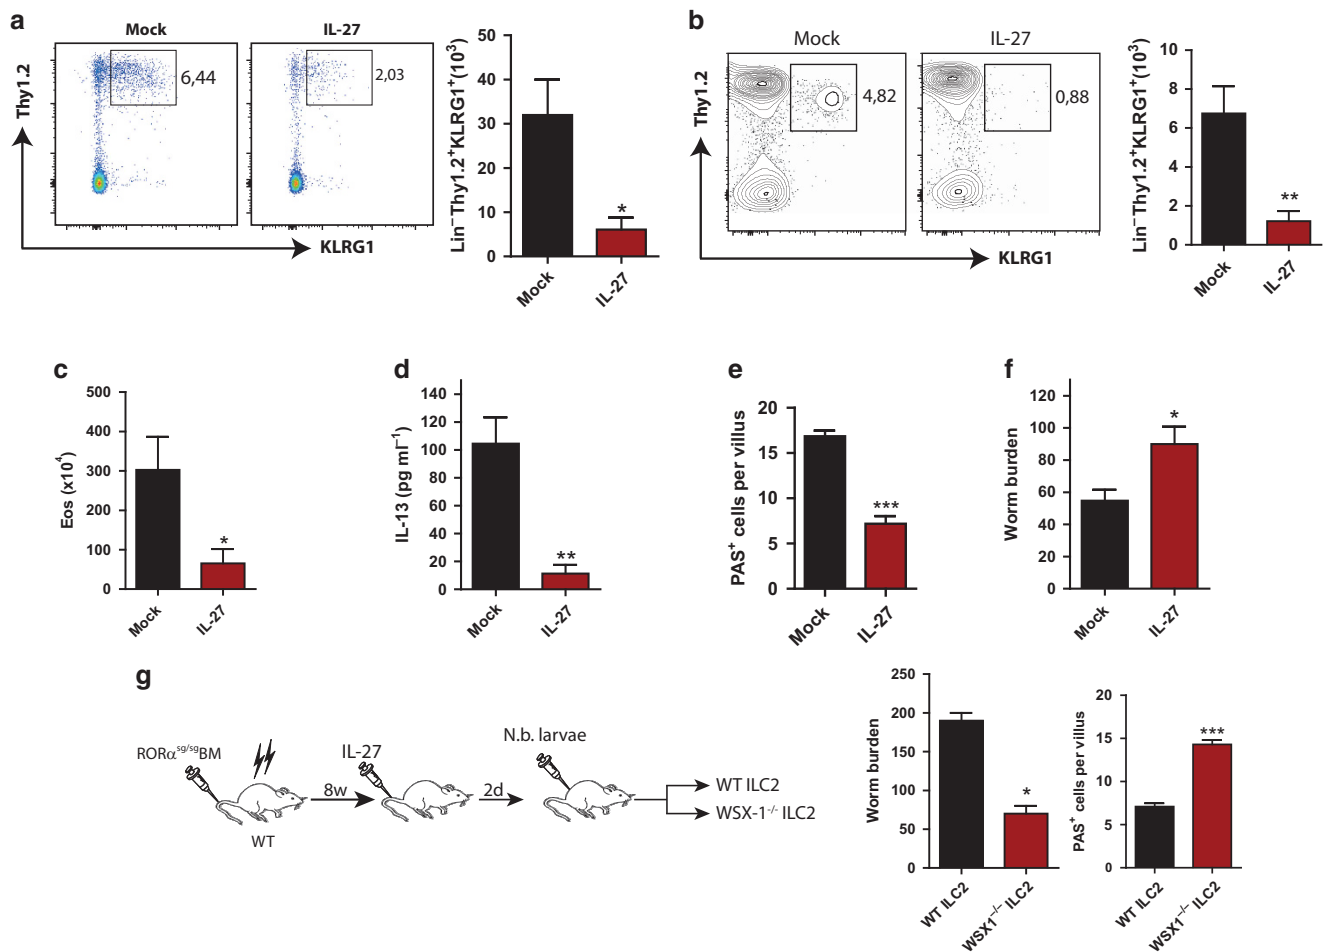 a
Mock
IL-27
Thy1.2
6,44
2,03
KLRG1
Lin⁻Thy1.2⁺KLRG1⁺(10³)
50
40
30
20
10
0
*
Mock
IL-27
b
Mock
IL-27
Thy1.2
4,82
0,88
KLRG1
Lin⁻Thy1.2⁺KLRG1⁺(10³)
10
8
6
4
2
0
**
Mock
IL-27
c
Eos (x10⁴)
500
400
300
200
100
0
*
Mock
IL-27
d
IL-13 (pg ml⁻¹)
140
120
100
80
60
40
20
0
**
Mock
IL-27
e
PAS⁺ cells per villus
20
15
10
5
0
***
Mock
IL-27
f
Worm burden
120
100
80
60
40
20
0
*
Mock
IL-27
g
RORα^sg/sg BM
WT
8w
IL-27
2d
N.b. larvae
WT ILC2
WSX-1⁻/⁻ ILC2
Worm burden
250
200
150
100
50
0
*
WT ILC2
WSX1⁻/⁻ ILC2
PAS⁺ cells per villus
20
15
10
5
0
***
WT ILC2
WSX1⁻/⁻ ILC2